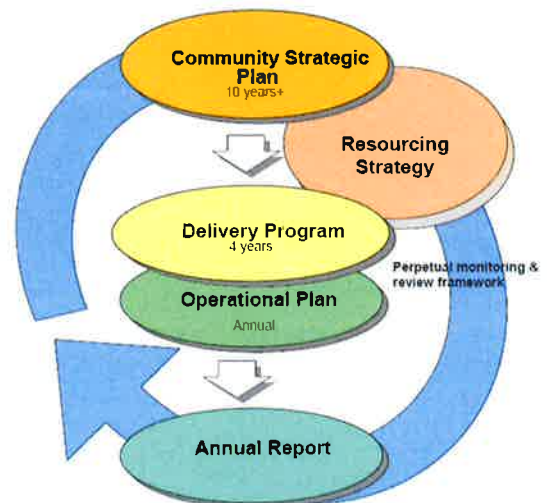 Community Strategic
Plan
10 years+
Resourcing
Strategy
Delivery Program
4 years
Perpetual monitoring &
review framework
Operational Plan
Annual
Annual Report